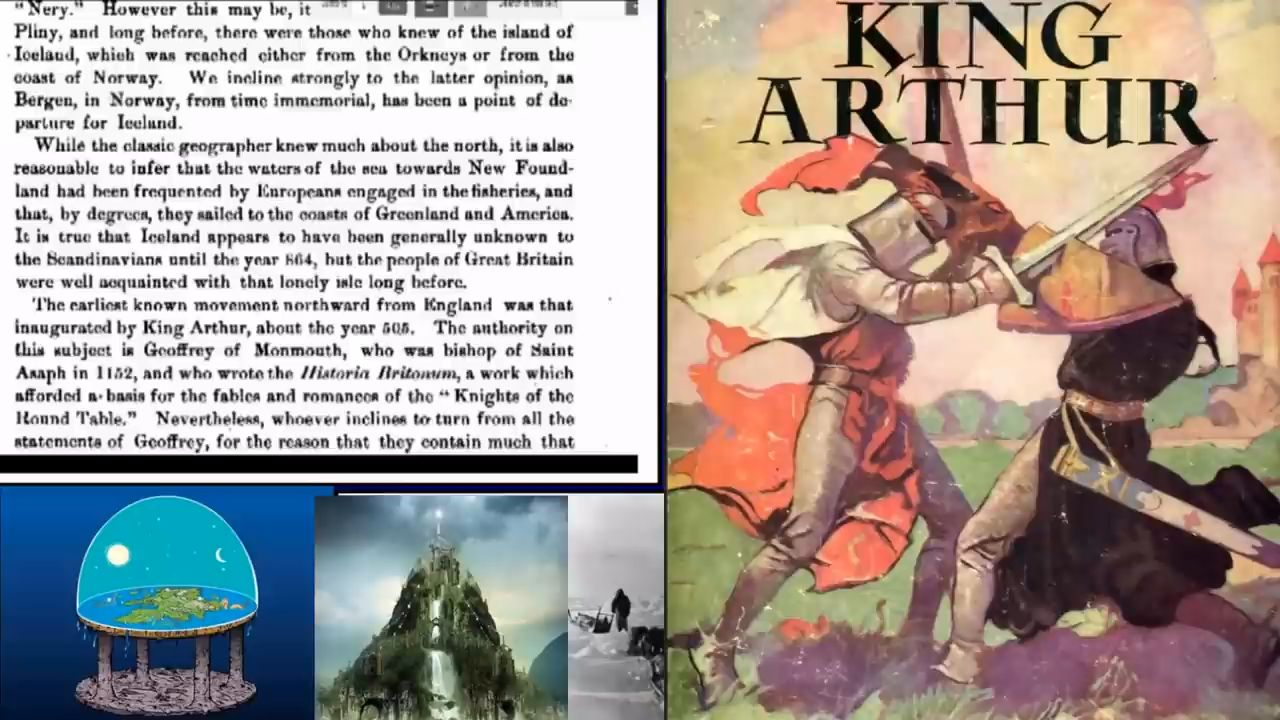 "Nery." However this may be, it
Pliny, and long before, there were those who knew of the island of
Iceland, which was reached either from the Orkneys or from the
coast of Norway. We incline strongly to the latter opinion, as
Bergen, in Norway, from time immemorial, has been a point of de-
parture for Iceland.
While the classic geographer knew much about the north, it is also
reasonable to infer that the waters of the sea towards New Found-
land had been frequented by Europeans engaged in the fisheries, and
that, by degrees, they sailed to the coasts of Greenland and America.
It is true that Iceland appears to have been generally unknown to
the Scandinavians until the year 864, but the people of Great Britain
were well acquainted with that lonely isle long before.
The earliest known movement northward from England was that
inaugurated by King Arthur, about the year 505. The authority on
this subject is Geoffrey of Monmouth, who was bishop of Saint
Asaph in 1152, and who wrote the Historia Britonum, a work which
afforded a basis for the fables and romances of the "Knights of the
Round Table." Nevertheless, whoever inclines to turn from all the
statements of Geoffrey, for the reason that they contain much that
KING
ARTHUR